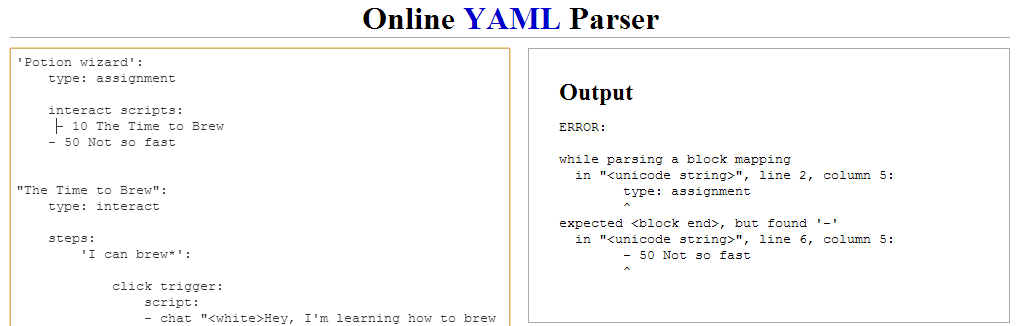 Online YAML Parser
'Potion wizard':
    type: assignment
    interact scripts:
     ├ 10 The Time to Brew
    - 50 Not so fast
"The Time to Brew":
    type: interact
    steps:
        'I can brew*':
            click trigger:
                script:
                - chat "<white>Hey, I'm learning how to brew
Output
ERROR:
while parsing a block mapping
  in "<unicode string>", line 2, column 5:
        type: assignment
        ^
expected <block end>, but found '-'
  in "<unicode string>", line 6, column 5:
        - 50 Not so fast
        ^